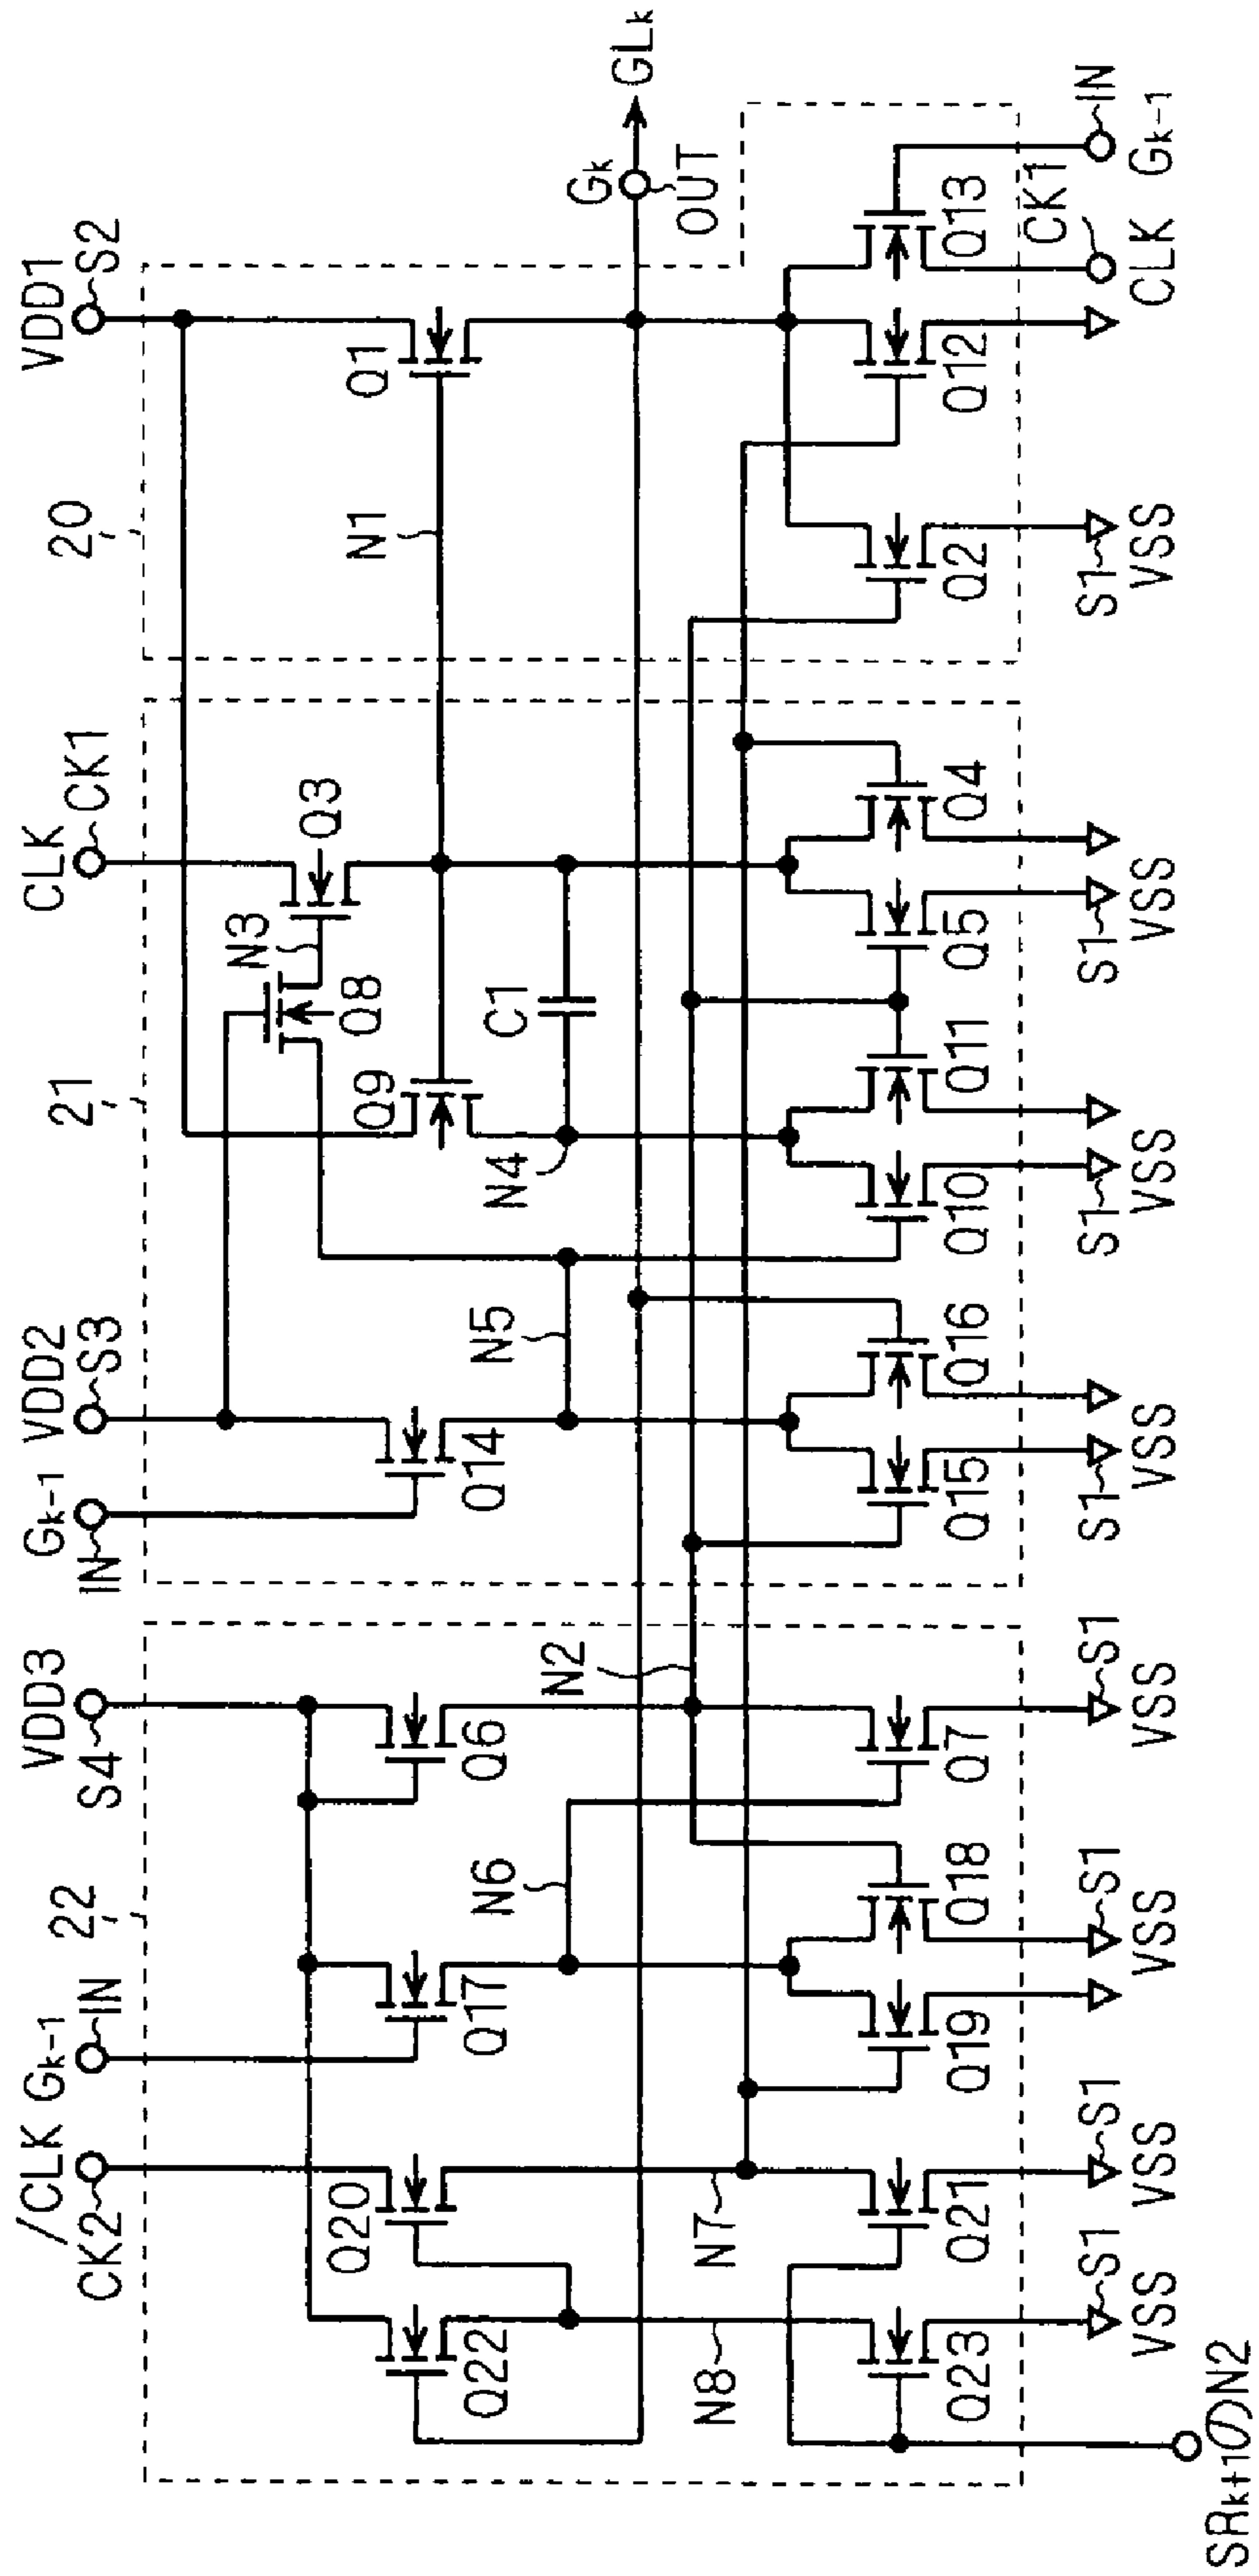 /CLK
CK2
Gk-1
IN
22
VDD3
S4
Gk-1
IN
VDD2
S3
21
CLK
CK1
20
VDD1
S2
Q22
Q20
Q17
Q6
Q14
Q9
Q8
N3
Q3
Q1
N1
N8
N7
N6
N2
N5
N4
C1
Gk
OUT
GLk
Q23
Q21
Q19
Q18
Q7
Q15
Q16
Q10
Q11
Q5
Q4
Q2
Q12
Q13
SRk+1のN2
S1
VSS
S1
VSS
S1
VSS
S1
VSS
S1
VSS
S1
VSS
S1
VSS
S1
VSS
CK1
CLK
IN
Gk-1